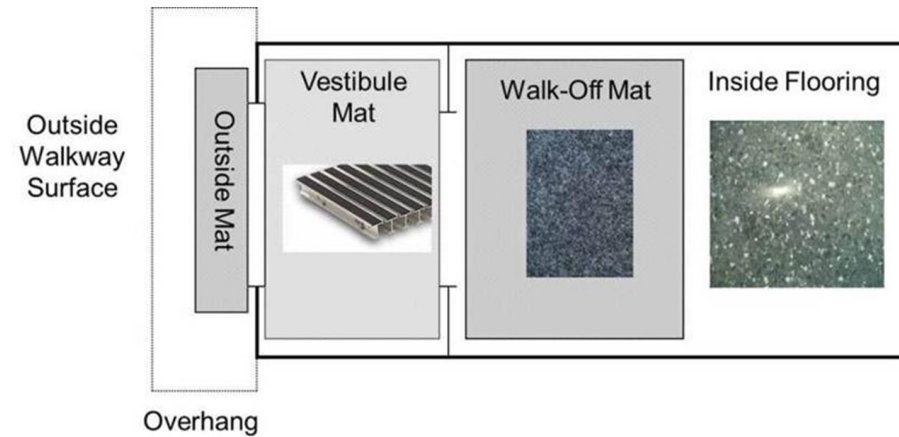 Outside
Walkway
Surface
Outside Mat
Vestibule
Mat
Walk-Off Mat
Inside Flooring
Overhang